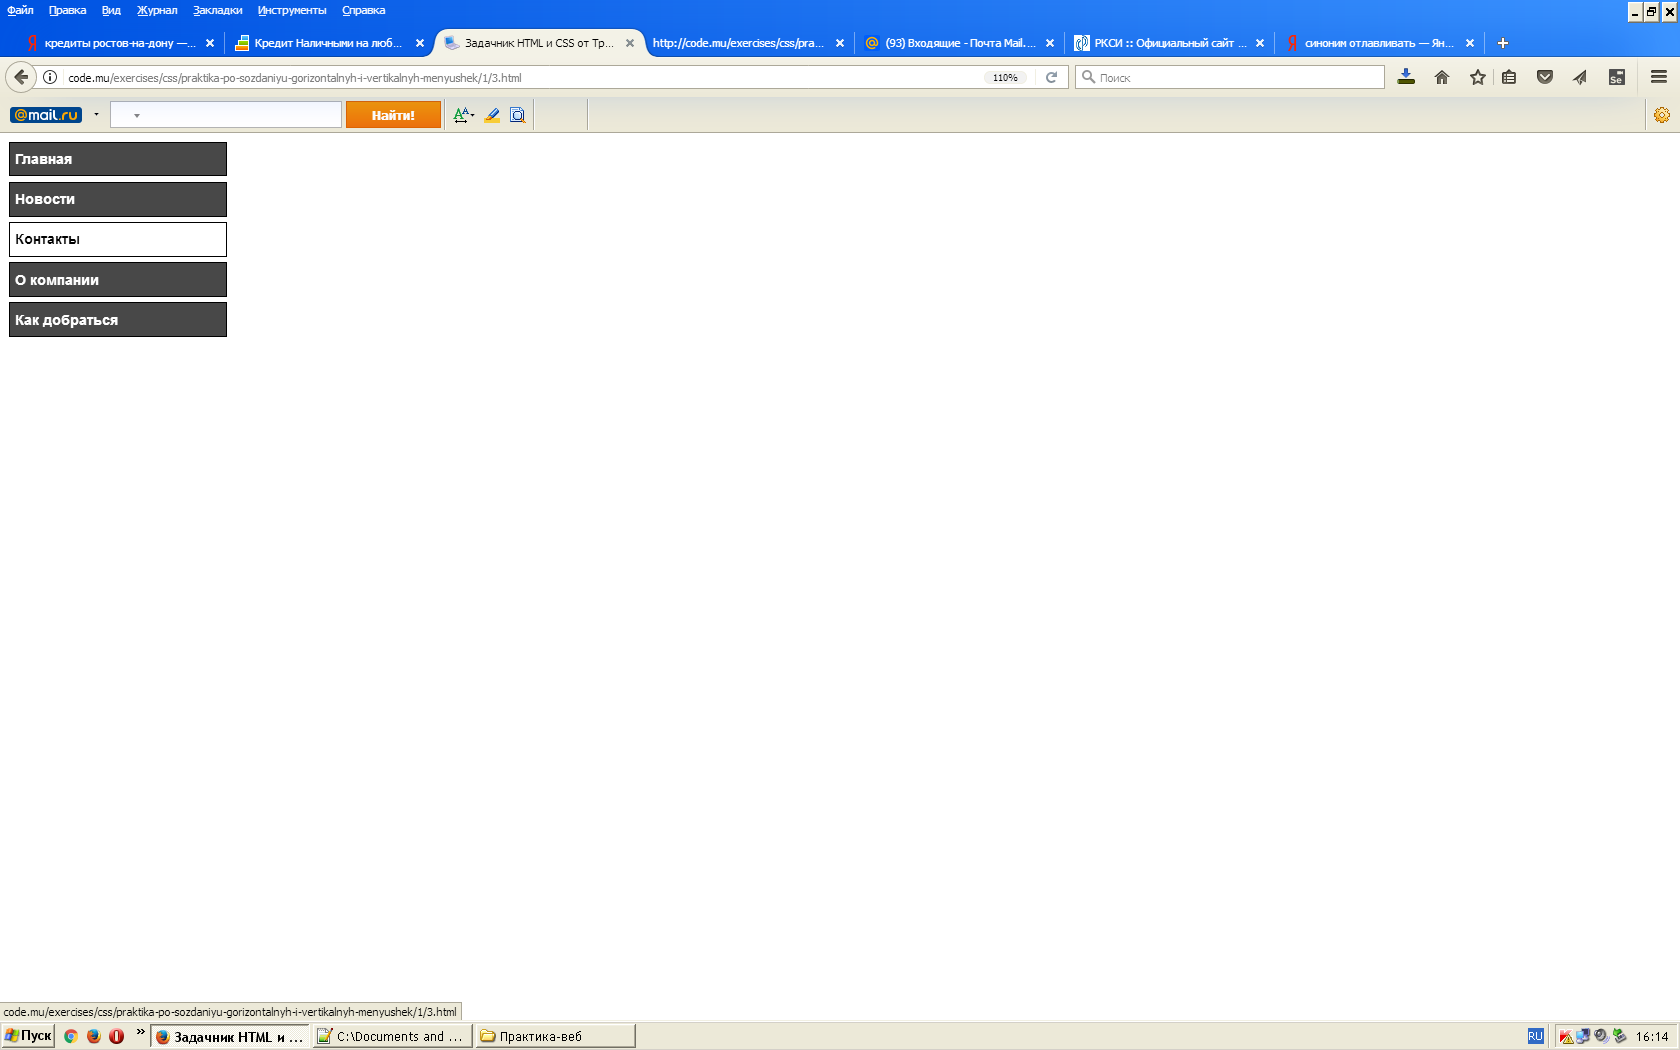 Файл Правка Вид Журнал Закладки Инструменты Справка
кредиты ростов-на-дону —... Кредит Наличными на люб... Задачник HTML и CSS от Тр... http://code.mu/exercises/css/pra... (93) Входящие - Почта Mail.... РКСИ :: Официальный сайт ... синоним отлавливать — Ян...
code.mu/exercises/css/praktika-po-sozdaniyu-gorizontalnyh-i-vertikalnyh-menyushek/1/3.html 110% Поиск
@mail.ru Найти!
Главная
Новости
Контакты
О компании
Как добраться
code.mu/exercises/css/praktika-po-sozdaniyu-gorizontalnyh-i-vertikalnyh-menyushek/1/3.html
Пуск » Задачник HTML и ... C:\Documents and ... Практика-веб RU 16:14